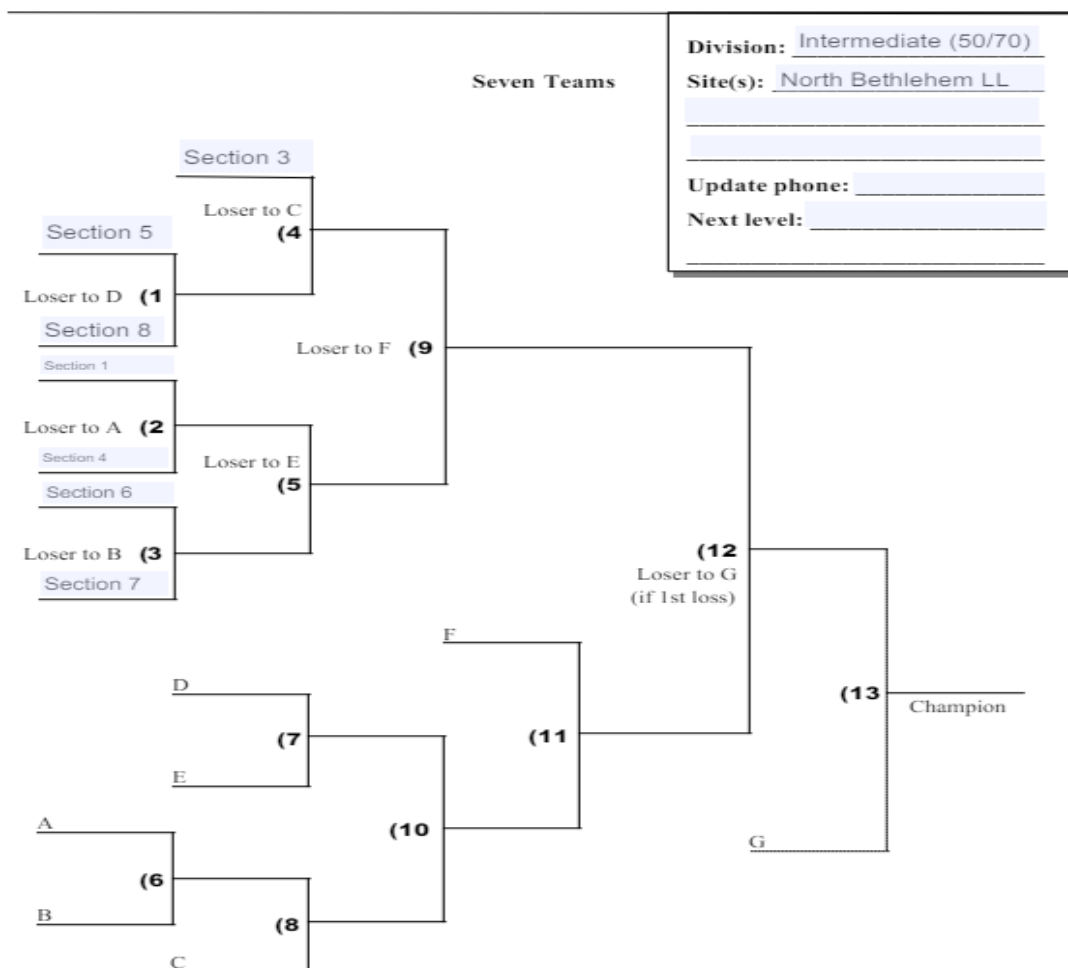 Division: Intermediate (50/70)
Seven Teams
Site(s): North Bethlehem LL
Section 3
Update phone:
Loser to C
(4
Next level:
Section 5
Loser to D (1
Section 8
Loser to F (9
Section 1
Loser to A (2
Section 4
Loser to E
(5
Section 6
Loser to B (3
Section 7
(12
Loser to G
(if 1st loss)
F
D
(13
Champion
(7
(11
E
A
(10
G
(6
B
(8
C